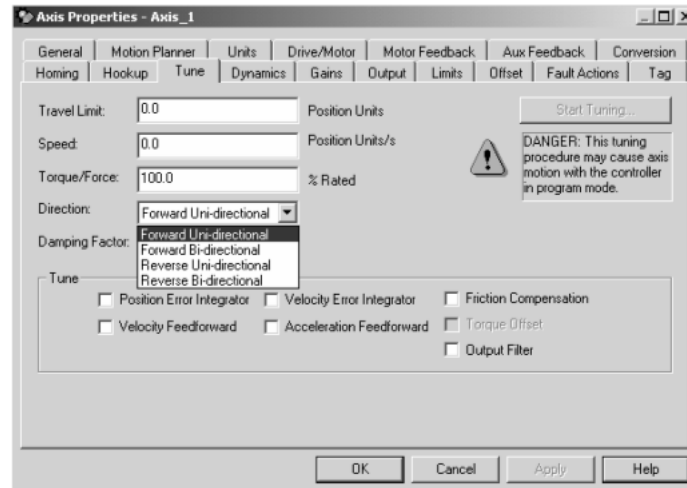 Axis Properties - Axis_1
General Motion Planner Units Drive/Motor Motor Feedback Aux Feedback Conversion
Homing Hookup Tune Dynamics Gains Output Limits Offset Fault Actions Tag
Travel Limit: 0.0 Position Units Start Tuning...
Speed: 0.0 Position Units/s
DANGER: This tuning
procedure may cause axis
motion with the controller
in program mode.
Torque/Force: 100.0 % Rated
Direction: Forward Uni-directional
Damping Factor:
Forward Uni-directional
Forward Bi-directional
Reverse Uni-directional
Reverse Bi-directional
Tune
Position Error Integrator Velocity Error Integrator Friction Compensation
Velocity Feedforward Acceleration Feedforward Torque Offset
Output Filter
OK Cancel Apply Help